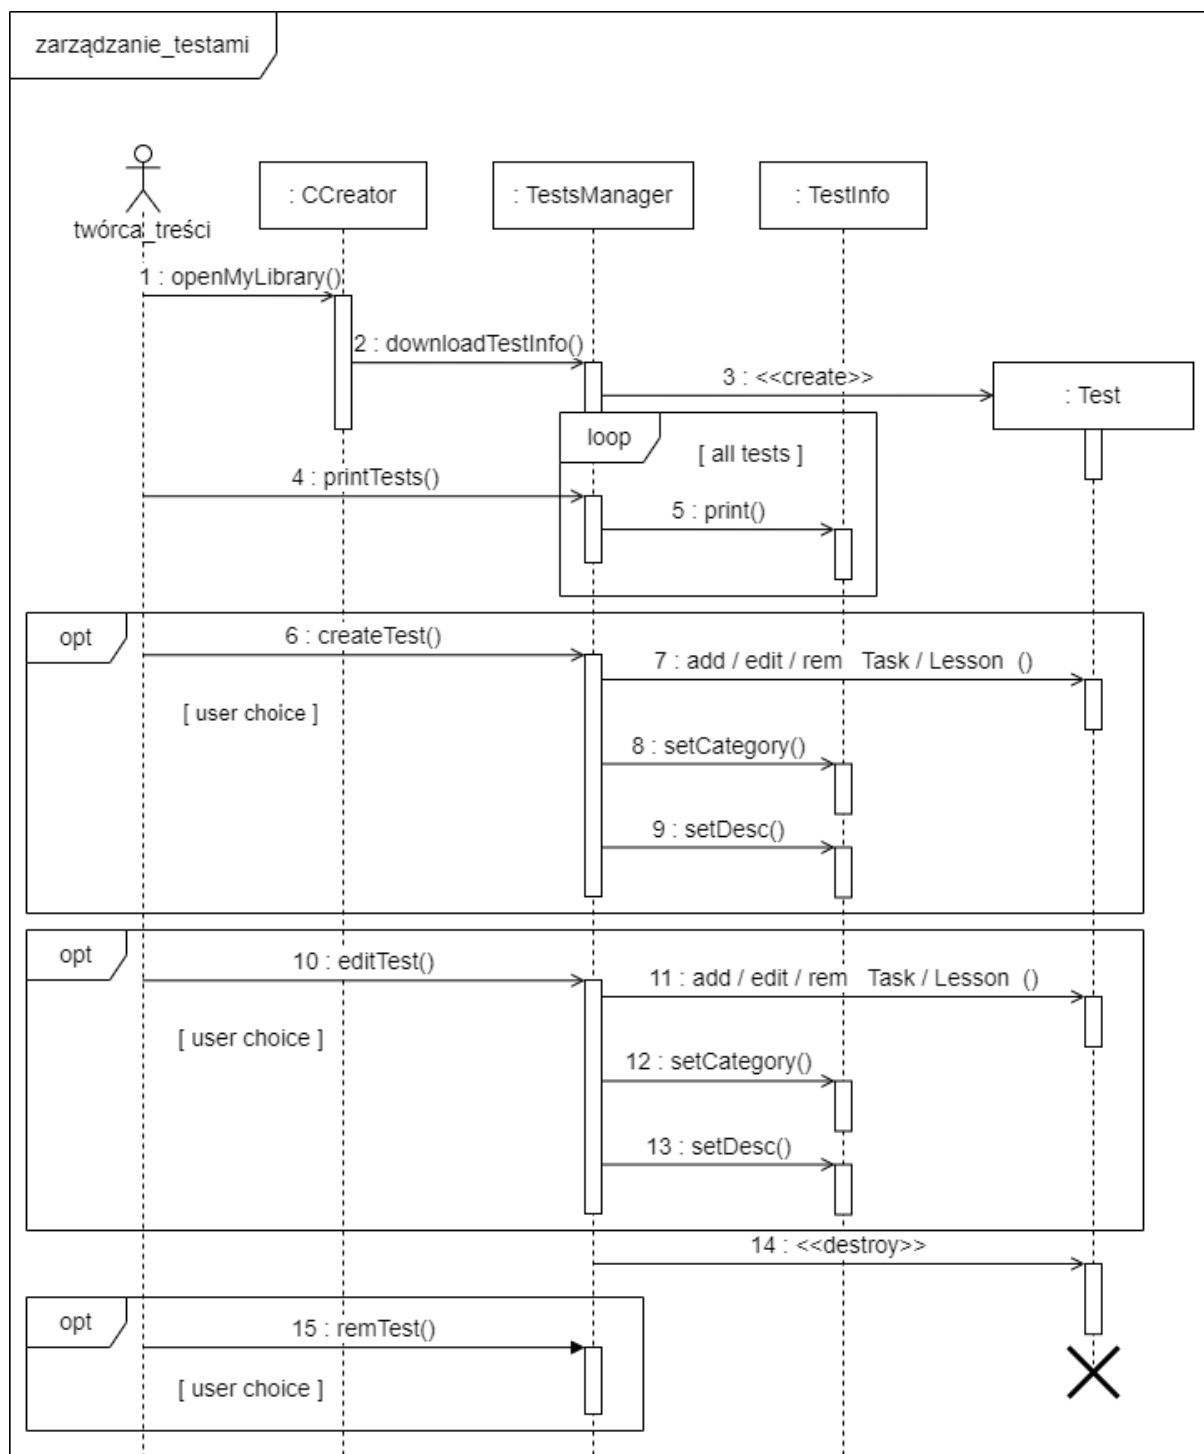 zarządzanie_testami
twórca_treści
: CCreator
: TestsManager
: TestInfo
1 : openMyLibrary()
2 : downloadTestInfo()
3 : <<create>>
: Test
loop
[ all tests ]
4 : printTests()
5 : print()
opt
6 : createTest()
7 : add / edit / rem   Task / Lesson  ()
[ user choice ]
8 : setCategory()
9 : setDesc()
opt
10 : editTest()
11 : add / edit / rem   Task / Lesson  ()
[ user choice ]
12 : setCategory()
13 : setDesc()
14 : <<destroy>>
opt
15 : remTest()
[ user choice ]